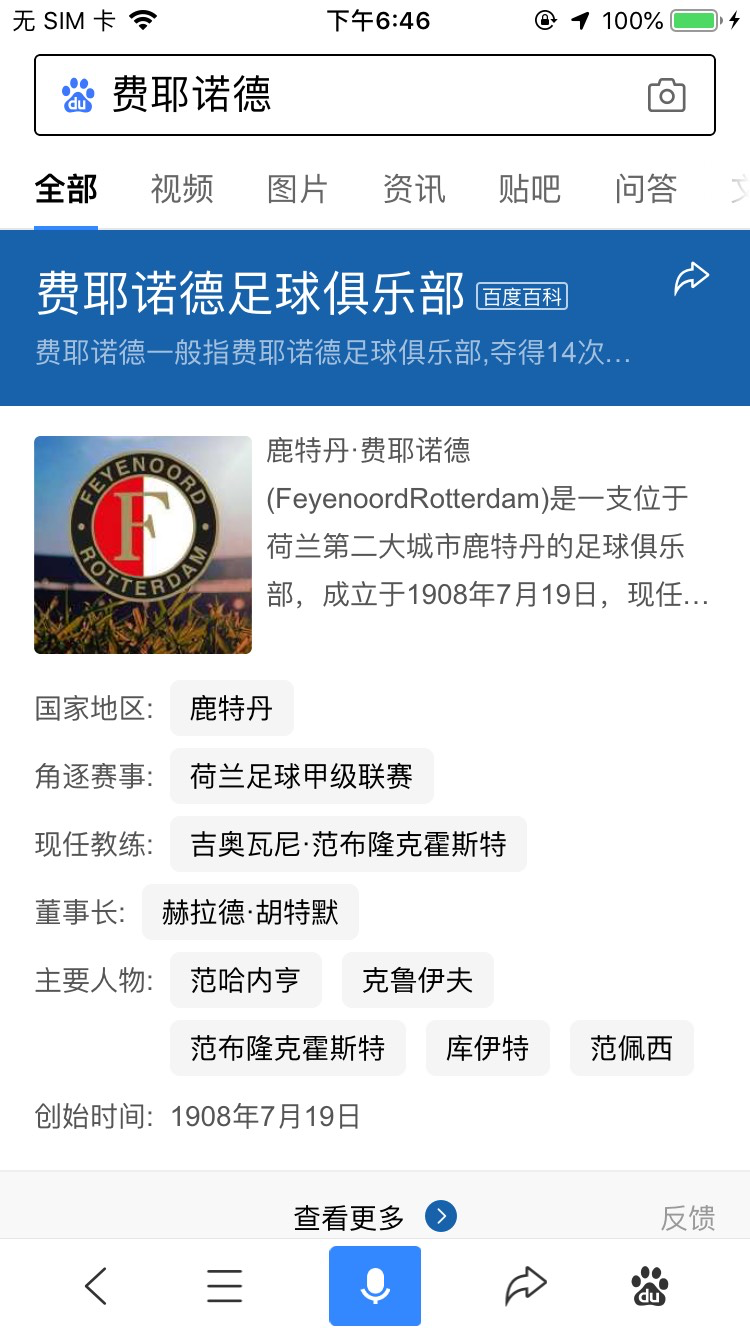 无 SIM 卡 下午6:46 100%
du 费耶诺德
全部 视频 图片 资讯 贴吧 问答
费耶诺德足球俱乐部 百度百科
费耶诺德一般指费耶诺德足球俱乐部,夺得14次...
FEYENOORD
F
ROTTERDAM
鹿特丹·费耶诺德
(FeyenoordRotterdam)是一支位于
荷兰第二大城市鹿特丹的足球俱乐
部，成立于1908年7月19日，现任...
国家地区: 鹿特丹
角逐赛事: 荷兰足球甲级联赛
现任教练: 吉奥瓦尼·范布隆克霍斯特
董事长: 赫拉德·胡特默
主要人物: 范哈内亨 克鲁伊夫
范布隆克霍斯特 库伊特 范佩西
创始时间: 1908年7月19日
查看更多 反馈
du